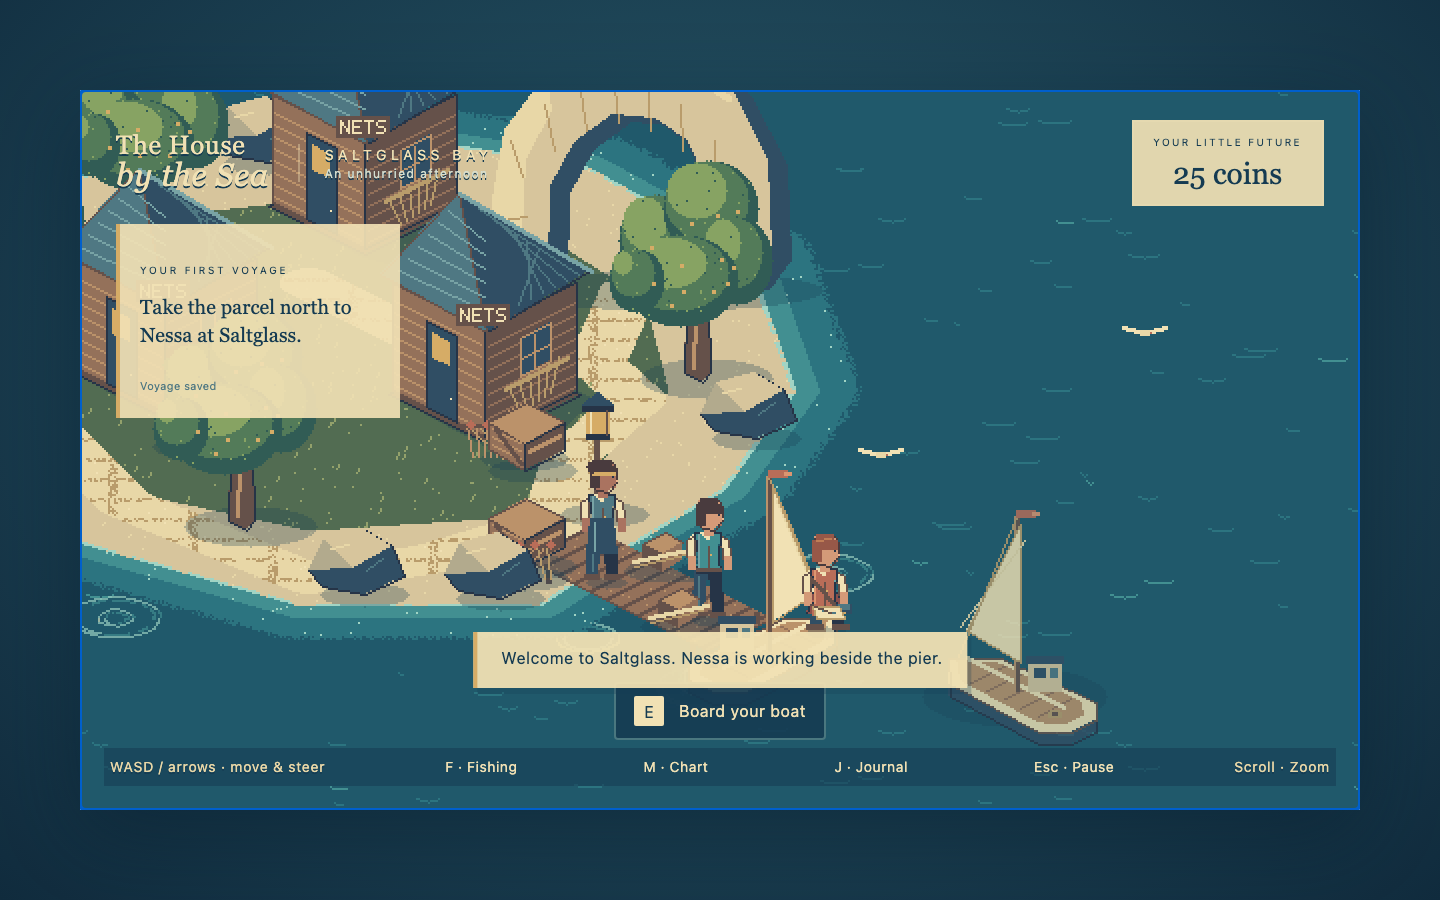 NETS
The House
by the Sea
SALTGLASS BAY
An unhurried afternoon
YOUR LITTLE FUTURE
25 coins
YOUR FIRST VOYAGE
NETS
Take the parcel north to
Nessa at Saltglass.
Voyage saved
NETS
Welcome to Saltglass. Nessa is working beside the pier.
E Board your boat
WASD / arrows · move & steer F · Fishing M · Chart J · Journal Esc · Pause Scroll · Zoom